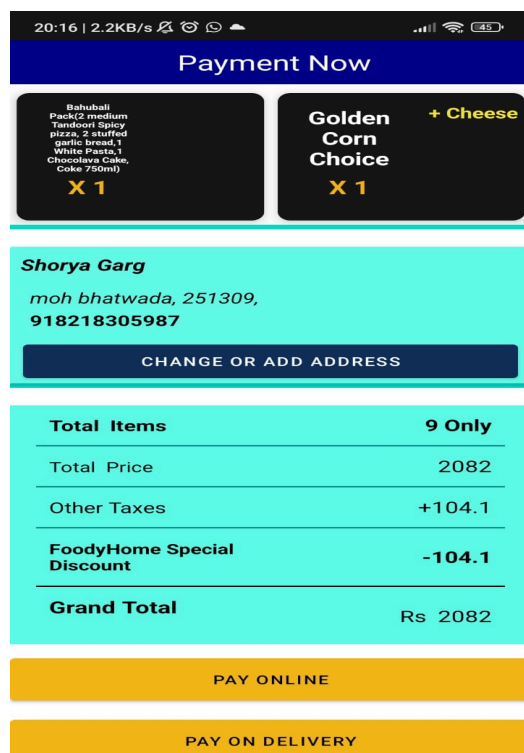 20:16 | 2.2KB/s
45
Payment Now
Bahubali
Pack(2 medium
Tandoori Spicy
pizza, 2 stuffed
garlic bread,1
White Pasta,1
Chocolava Cake,
Coke 750ml)
X 1
Golden
Corn
Choice
+ Cheese
X 1
Shorya Garg
moh bhatwada, 251309,
918218305987
CHANGE OR ADD ADDRESS
Total Items 9 Only
Total Price 2082
Other Taxes +104.1
FoodyHome Special
Discount -104.1
Grand Total Rs 2082
PAY ONLINE
PAY ON DELIVERY